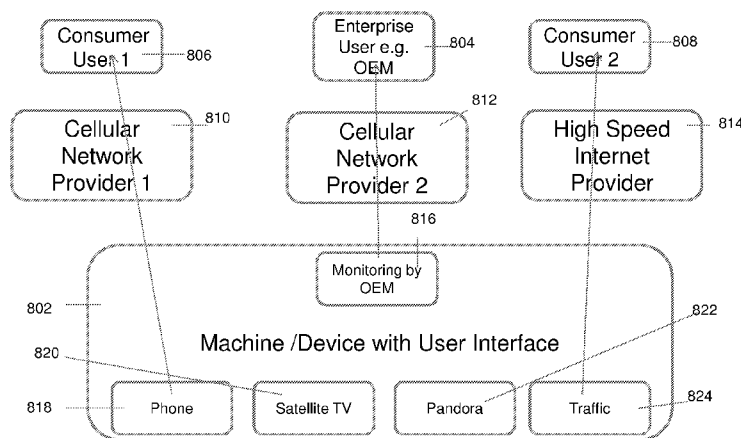 Consumer
User 1
806
Enterprise
User e.g.
OEM
804
Consumer
User 2
808
Cellular
Network
Provider 1
810
Cellular
Network
Provider 2
812
High Speed
Internet
Provider
814
816
Monitoring by
OEM
802
822
Machine /Device with User Interface
820
818
Phone
Satellite TV
Pandora
Traffic
824